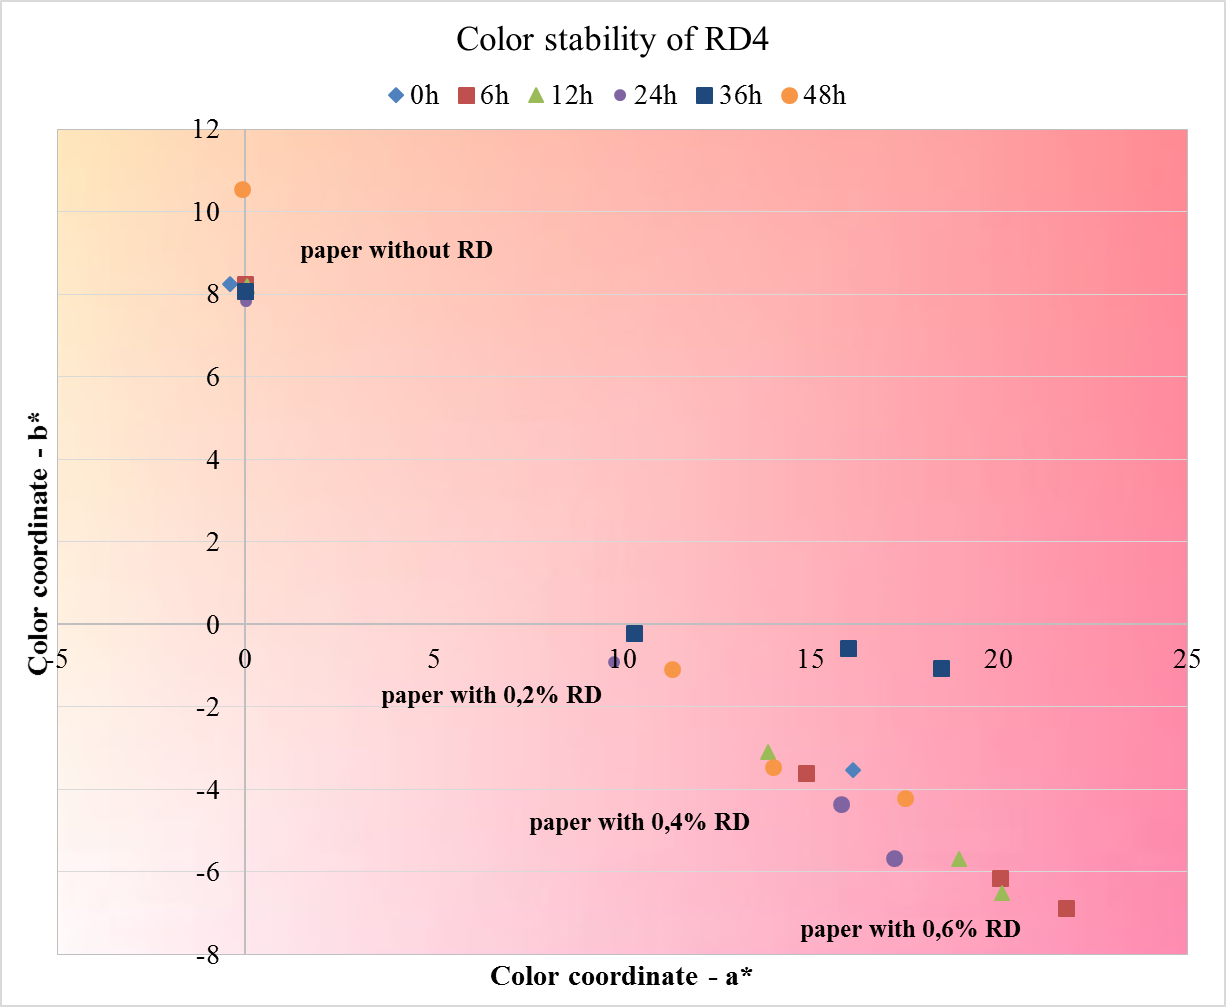 Color stability of RD4
0h 6h 12h 24h 36h 48h
12
10
paper without RD
8
6
4
2
0
-5 0 5 10 15 20 25
paper with 0,2% RD
-2
-4
paper with 0,4% RD
-6
paper with 0,6% RD
-8
Color coordinate - b*
Color coordinate - a*